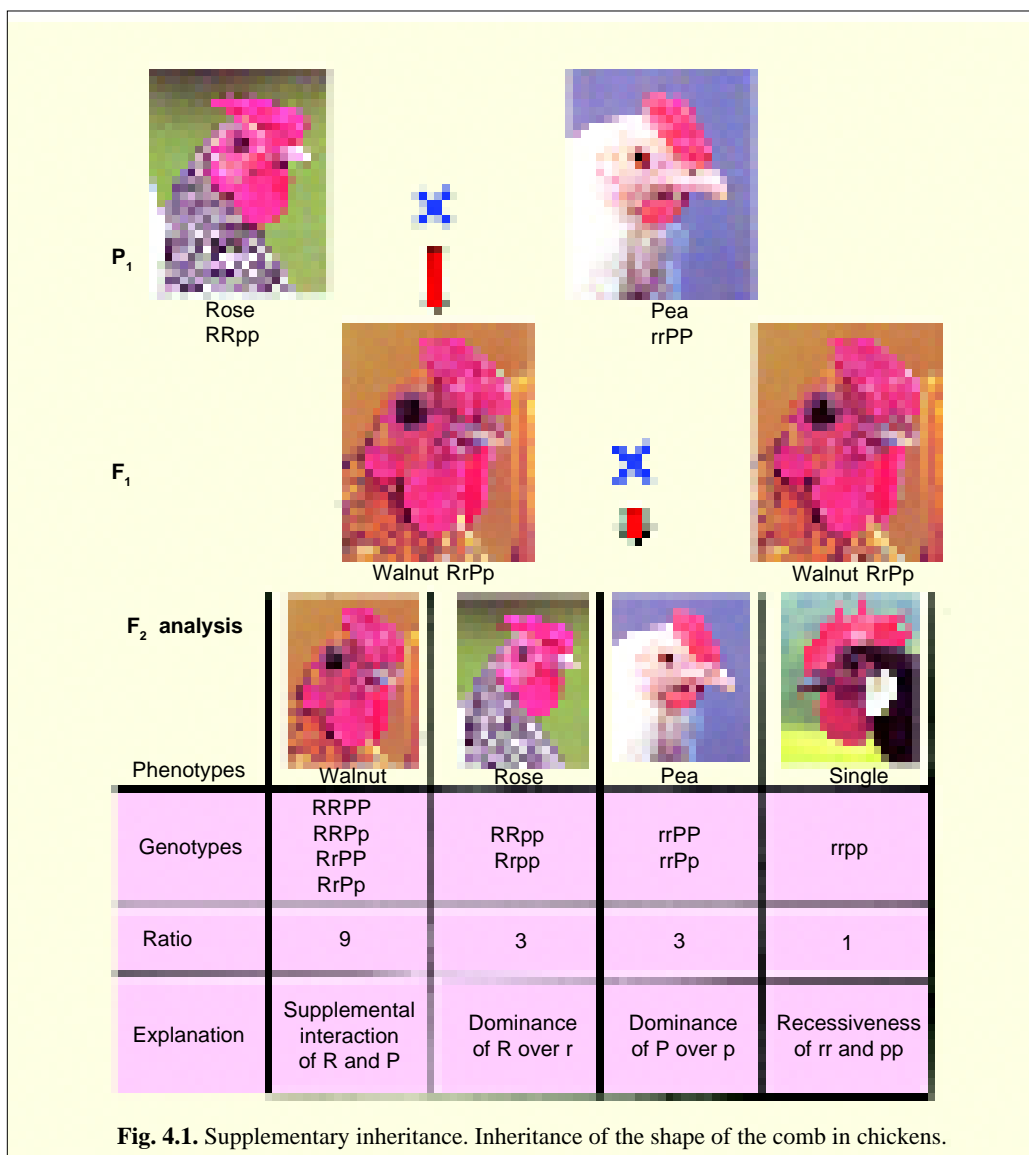 P1
Rose
RRpp
Pea
rrPP
F1
Walnut RrPp
Walnut RrPp
F2 analysis
Phenotypes
Walnut
Rose
Pea
Single
Genotypes
RRPP
RRPp
RrPP
RrPp
RRpp
Rrpp
rrPP
rrPp
rrpp
Ratio
9
3
3
1
Explanation
Supplemental
interaction
of R and P
Dominance
of R over r
Dominance
of P over p
Recessiveness
of rr and pp
Fig. 4.1. Supplementary inheritance. Inheritance of the shape of the comb in chickens.